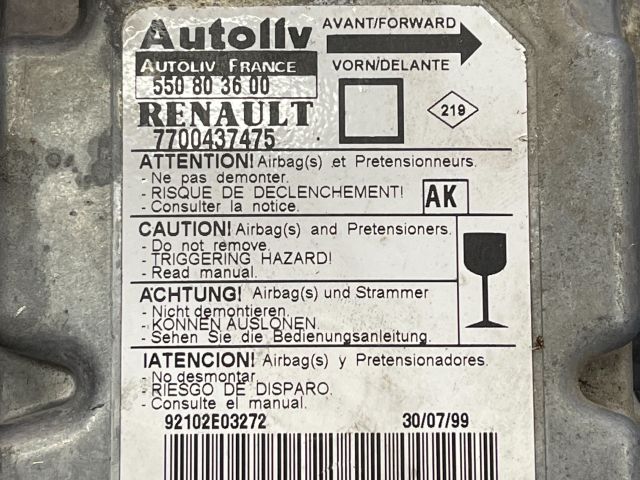 Autoliv
AUTOLIV FRANCE
550 80 36 00
RENAULT
7700437475
AVANT/FORWARD
VORN/DELANTE
219
ATTENTION! Airbag(s) et Pretensionneurs.
- Ne pas demonter.
- RISQUE DE DECLENCHEMENT!
- Consulter la notice.
AK
CAUTION! Airbag(s) and Pretensioners.
- Do not remove.
- TRIGGERING HAZARD!
- Read manual.
ACHTUNG! Airbag(s) und Strammer
- Nicht demontieren.
- KONNEN AUSLONEN.
- Sehen Sie die Bedienungsanleitung.
IATENCION! Airbag(s) y Pretensionadores.
- No desmontar.
- RIESGO DE DISPARO.
- Consulte el manual.
92102E03272 30/07/99